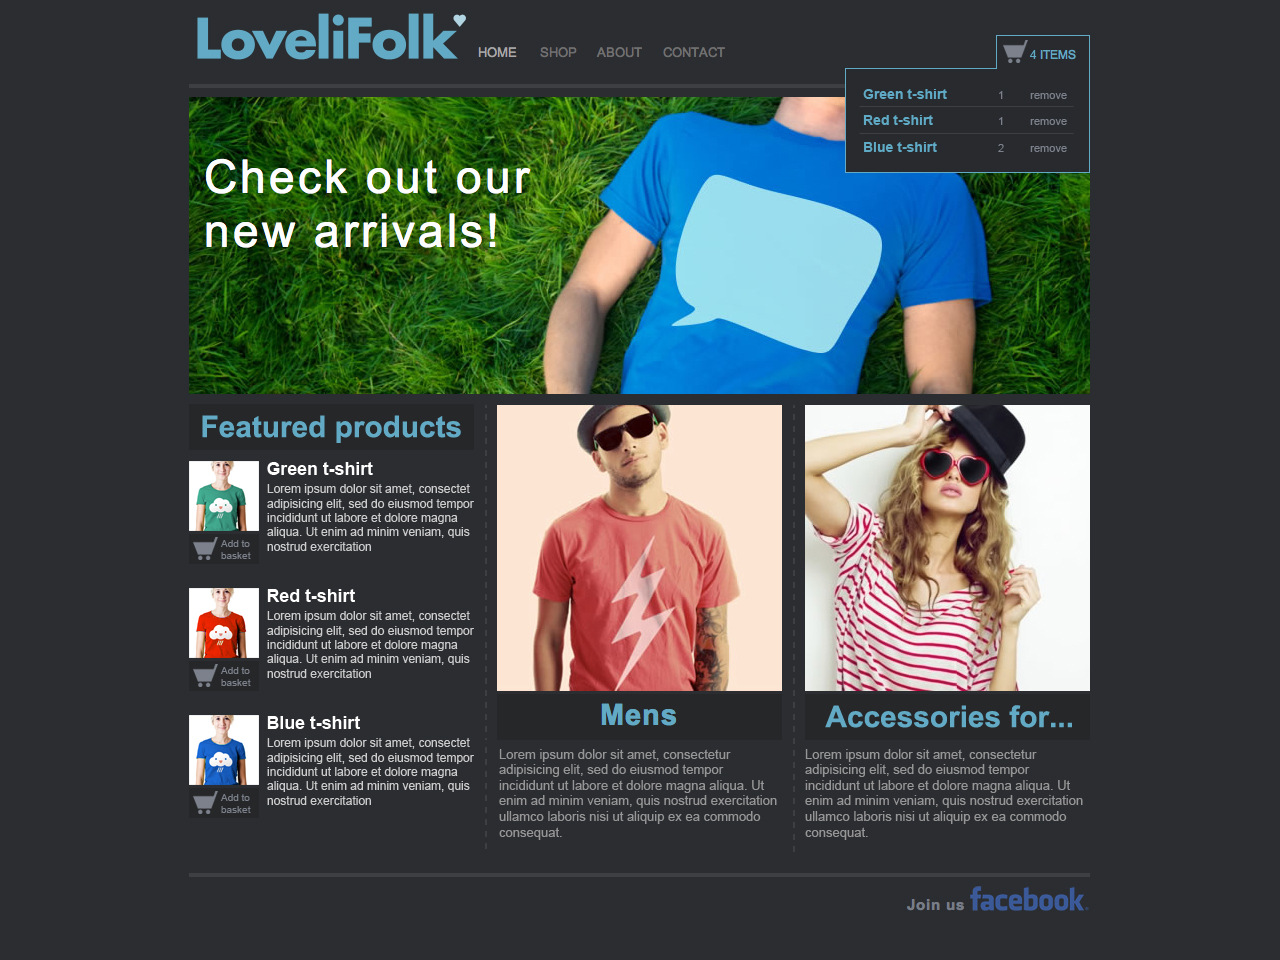 LoveliFolk
HOME SHOP ABOUT CONTACT
4 ITEMS
Green t-shirt 1 remove
Red t-shirt 1 remove
Blue t-shirt 2 remove
Check out our
new arrivals!
Featured products
Green t-shirt
Lorem ipsum dolor sit amet, consectet
adipisicing elit, sed do eiusmod tempor
incididunt ut labore et dolore magna
aliqua. Ut enim ad minim veniam, quis
nostrud exercitation
Add to
basket
Red t-shirt
Lorem ipsum dolor sit amet, consectet
adipisicing elit, sed do eiusmod tempor
incididunt ut labore et dolore magna
aliqua. Ut enim ad minim veniam, quis
nostrud exercitation
Add to
basket
Blue t-shirt
Lorem ipsum dolor sit amet, consectet
adipisicing elit, sed do eiusmod tempor
incididunt ut labore et dolore magna
aliqua. Ut enim ad minim veniam, quis
nostrud exercitation
Add to
basket
Mens
Lorem ipsum dolor sit amet, consectetur
adipisicing elit, sed do eiusmod tempor
incididunt ut labore et dolore magna aliqua. Ut
enim ad minim veniam, quis nostrud exercitation
ullamco laboris nisi ut aliquip ex ea commodo
consequat.
Accessories for...
Lorem ipsum dolor sit amet, consectetur
adipisicing elit, sed do eiusmod tempor
incididunt ut labore et dolore magna aliqua. Ut
enim ad minim veniam, quis nostrud exercitation
ullamco laboris nisi ut aliquip ex ea commodo
consequat.
Join us facebook